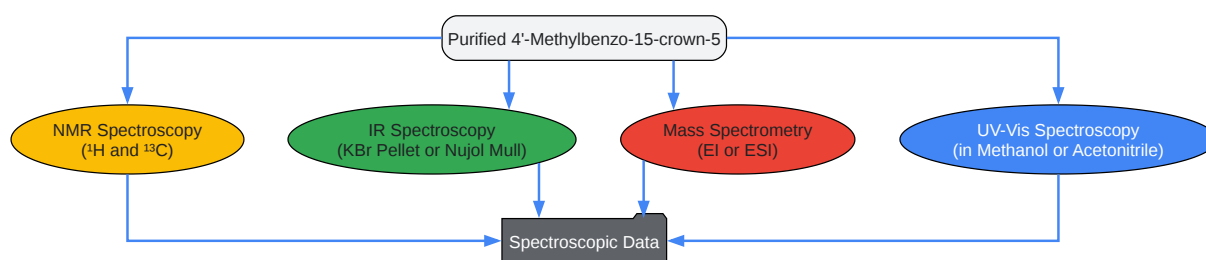 Purified 4'-Methylbenzo-15-crown-5
NMR Spectroscopy
(¹H and ¹³C)
IR Spectroscopy
(KBr Pellet or Nujol Mull)
Mass Spectrometry
(EI or ESI)
UV-Vis Spectroscopy
(in Methanol or Acetonitrile)
Spectroscopic Data